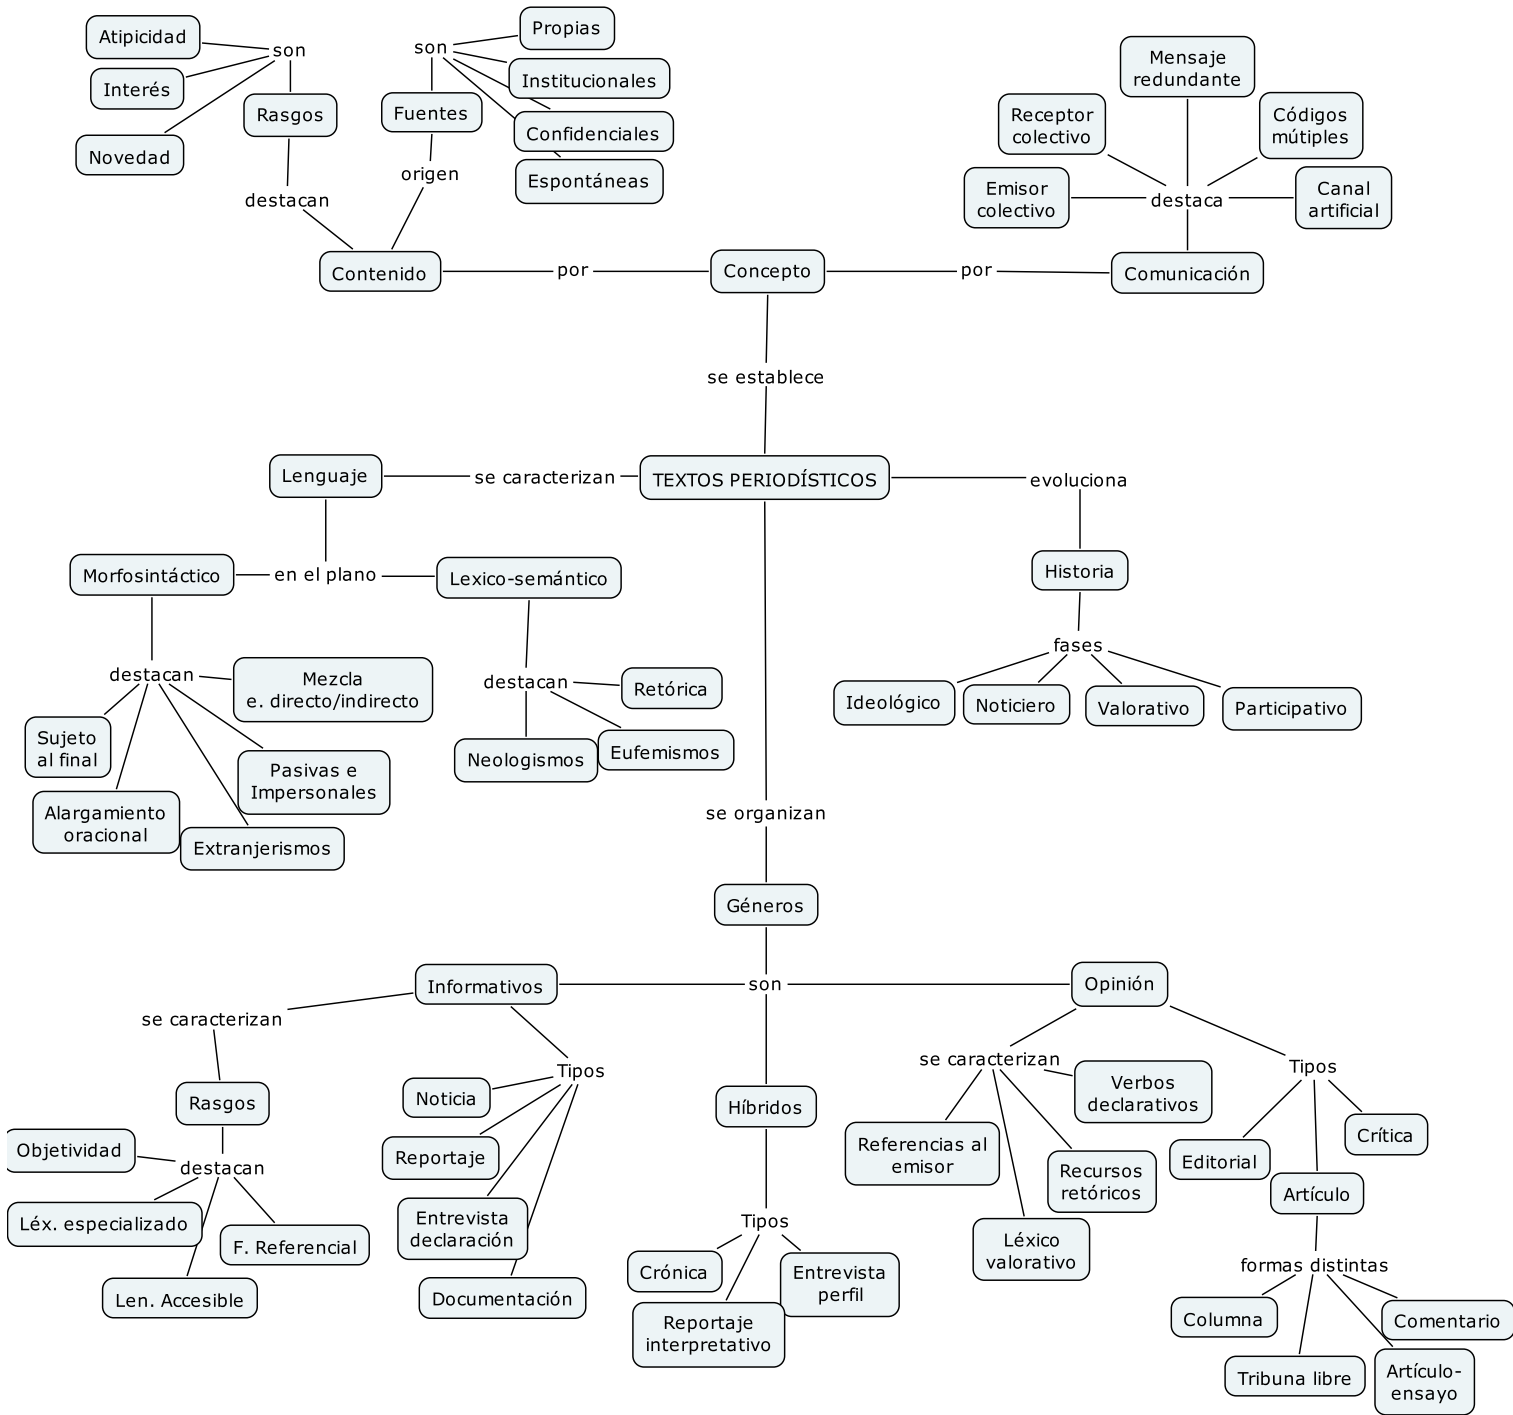 Atipicidad
son
Interés
Rasgos
Novedad
destacan
son
Propias
Institucionales
Fuentes
Confidenciales
origen
Espontáneas
Mensaje
redundante
Receptor
colectivo
Códigos
mútiples
Emisor
colectivo
destaca
Canal
artificial
Contenido
por
Concepto
por
Comunicación
se establece
Lenguaje
se caracterizan
TEXTOS PERIODÍSTICOS
evoluciona
Morfosintáctico
en el plano
Lexico-semántico
Historia
destacan
Mezcla
e. directo/indirecto
Sujeto
al final
Pasivas e
Impersonales
Alargamiento
oracional
Extranjerismos
destacan
Retórica
Neologismos
Eufemismos
fases
Ideológico
Noticiero
Valorativo
Participativo
se organizan
Géneros
Informativos
son
Opinión
se caracterizan
Rasgos
Objetividad
destacan
Léx. especializado
F. Referencial
Len. Accesible
Tipos
Noticia
Reportaje
Entrevista
declaración
Documentación
Híbridos
Tipos
Crónica
Entrevista
perfil
Reportaje
interpretativo
se caracterizan
Verbos
declarativos
Referencias al
emisor
Recursos
retóricos
Léxico
valorativo
Tipos
Crítica
Editorial
Artículo
formas distintas
Columna
Comentario
Tribuna libre
Artículo-
ensayo